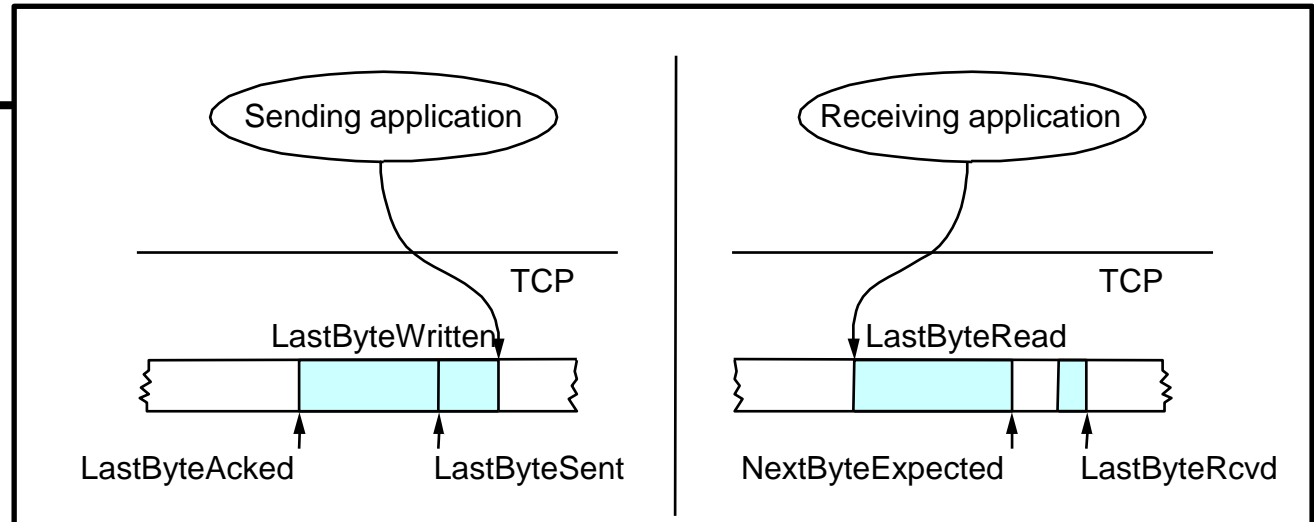 Sending application
Receiving application
TCP
TCP
LastByteWritten
LastByteRead
LastByteAcked
LastByteSent
NextByteExpected
LastByteRcvd